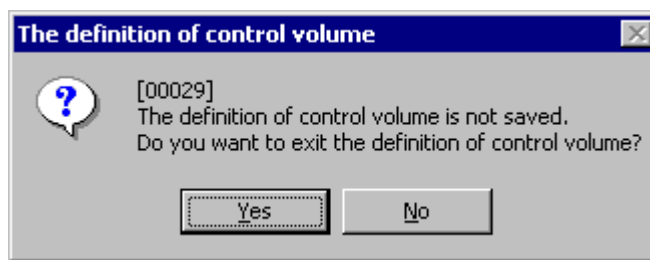 The definition of control volume
[00029]
The definition of control volume is not saved.
Do you want to exit the definition of control volume?
Yes
No